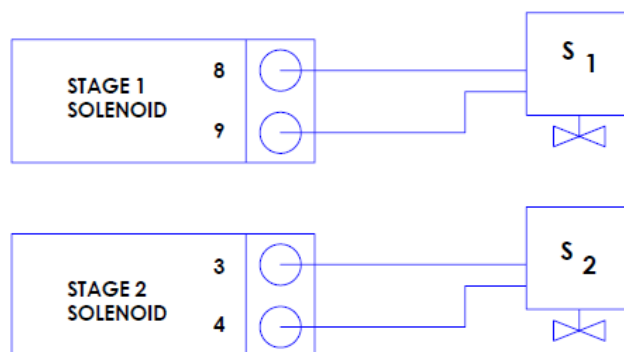 8
STAGE 1
SOLENOID
9
S 1
3
STAGE 2
SOLENOID
4
S 2